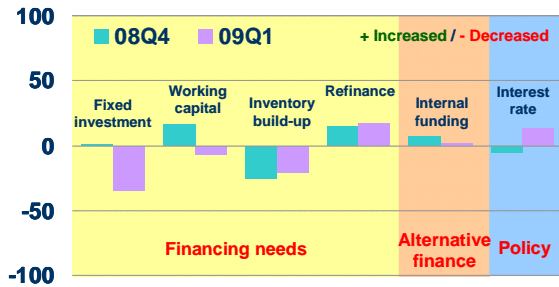 100
08Q4
09Q1
+ Increased / - Decreased
50
Fixed
investment
Working
capital
Inventory
build-up
Refinance
Internal
funding
Interest
rate
0
-50
Financing needs
Alternative
finance
Policy
-100